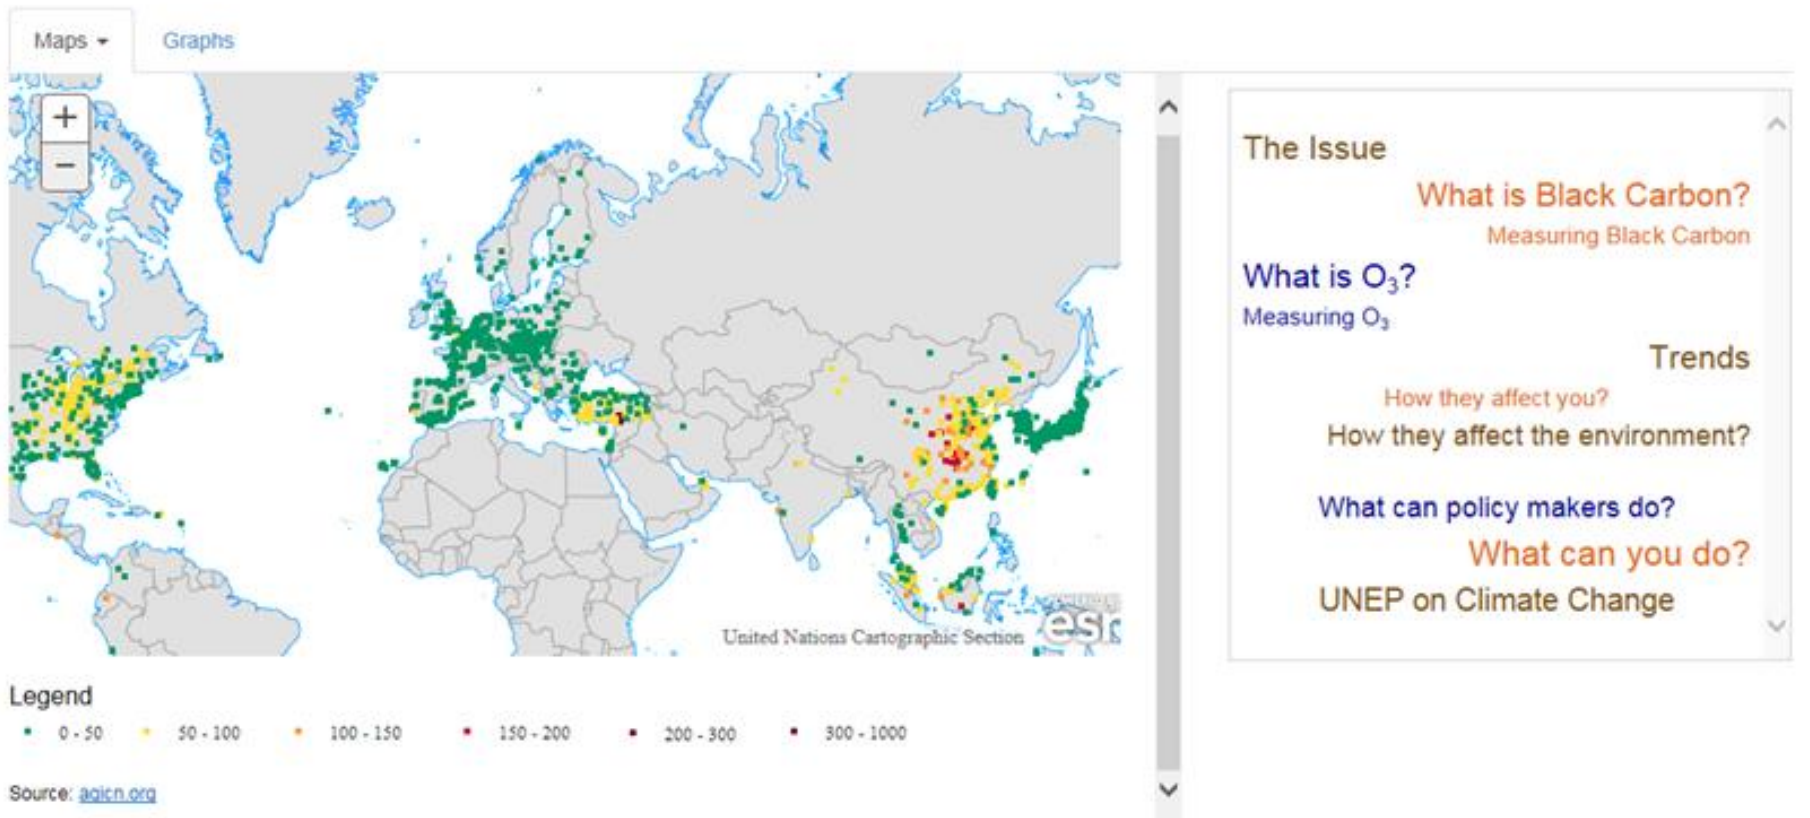 Maps
Graphs
+
−
United Nations Cartographic Section
esri
Legend
0 - 50
50 - 100
100 - 150
150 - 200
200 - 300
300 - 1000
Source: aqicn.org
The Issue
What is Black Carbon?
Measuring Black Carbon
What is O₃?
Measuring O₃
Trends
How they affect you?
How they affect the environment?
What can policy makers do?
What can you do?
UNEP on Climate Change